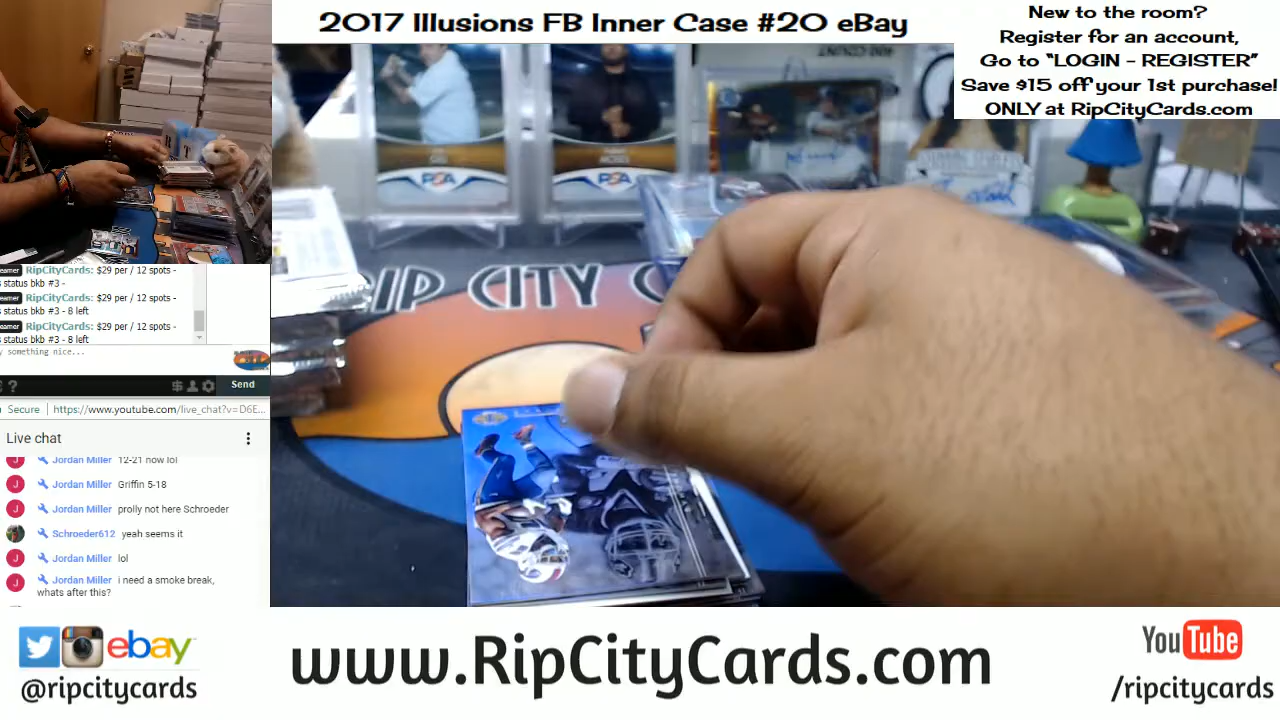 2017 Illusions FB Inner Case #20 eBay
New to the room?
Register for an account,
Go to “LOGIN - REGISTER”
Save $15 off your 1st purchase!
ONLY at RipCityCards.com
PSA
PSA
RIP CITY
eamer RipCityCards: $29 per / 12 spots -
s status bkb #3 -
RipCityCards: $29 per / 12 spots -
s status bkb #3 - 8 left
eamer RipCityCards: $29 per / 12 spots -
s status bkb #3 - 8 left
y something nice...
$
Send
Secure https://www.youtube.com/live_chat?v=D6E...
Live chat
J Jordan Miller 12-21 now lol
J Jordan Miller Griffin 5-18
J Jordan Miller prolly not here Schroeder
Schroeder612 yeah seems it
J Jordan Miller lol
J Jordan Miller i need a smoke break,
whats after this?
ebay
@ripcitycards
www.RipCityCards.com
YouTube
/ripcitycards